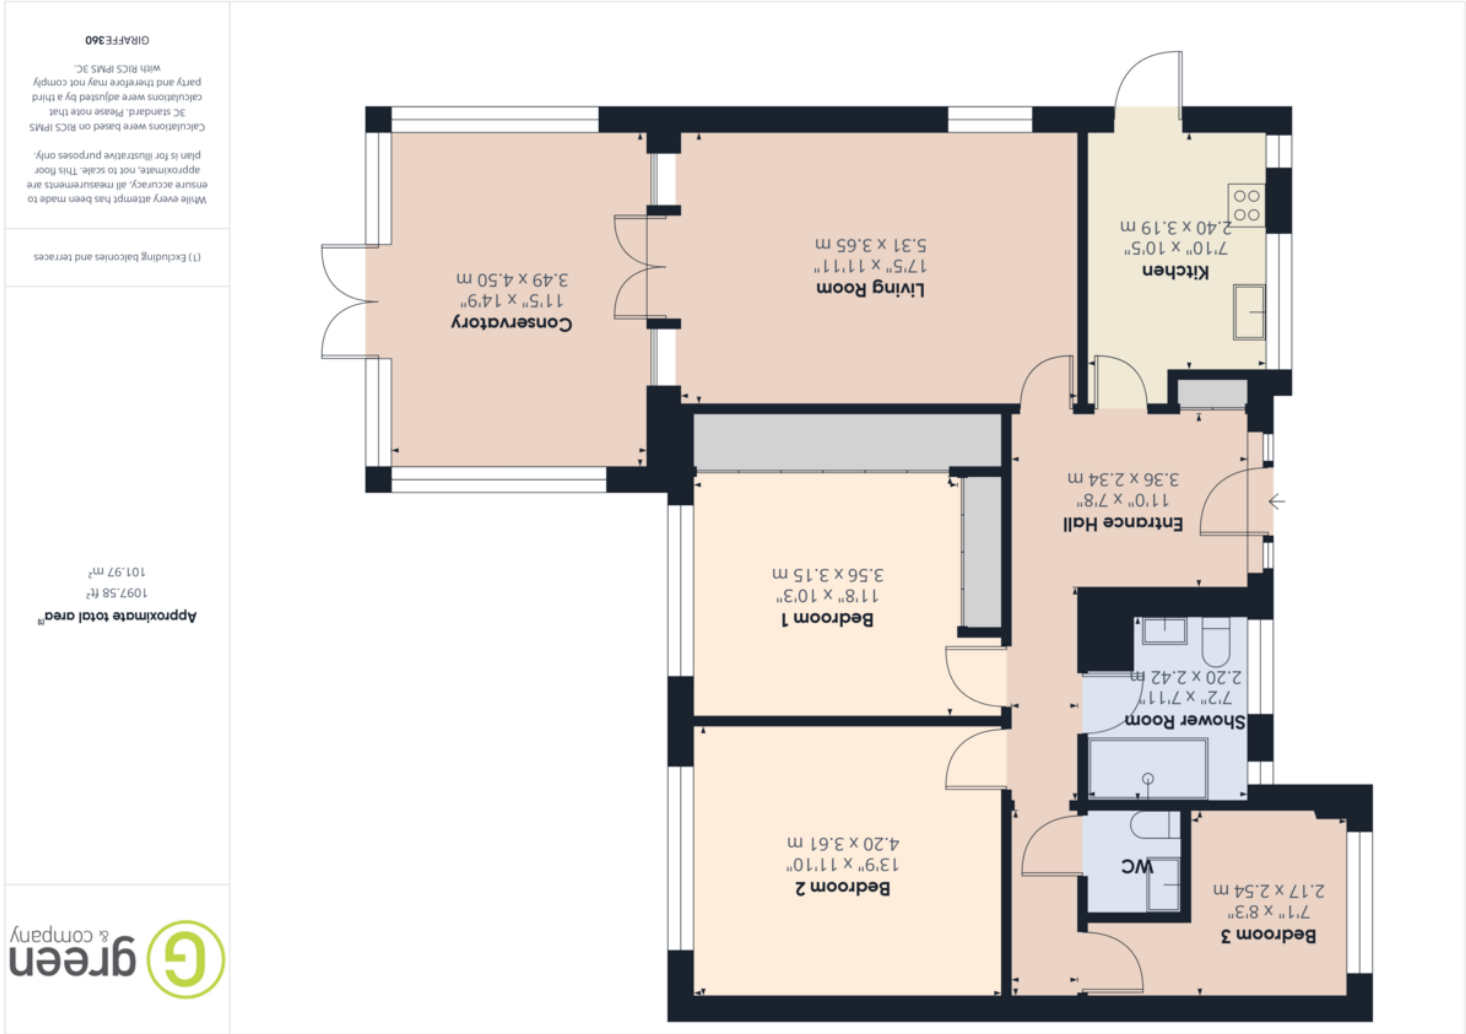 green
& company
Approximate total area(1)
1097.58 ft²
101.97 m²
(1) Excluding balconies and terraces
While every attempt has been made to
ensure accuracy, all measurements are
approximate, not to scale. This floor
plan is for illustrative purposes only.
Calculations were based on RICS IPMS
3C standard. Please note that
calculations were adjusted by a third
party and therefore may not comply
with RICS IPMS 3C.
GIRAFFE360
Bedroom 3
7'1" x 8'3"
2.17 x 2.54 m
WC
Bedroom 2
13'9" x 11'10"
4.20 x 3.61 m
Shower Room
7'2" x 7'11"
2.20 x 2.42 m
Bedroom 1
11'8" x 10'3"
3.56 x 3.15 m
Entrance Hall
11'0" x 7'8"
3.36 x 2.34 m
Kitchen
7'10" x 10'5"
2.40 x 3.19 m
Living Room
17'5" x 11'11"
5.31 x 3.65 m
Conservatory
11'5" x 14'9"
3.49 x 4.50 m